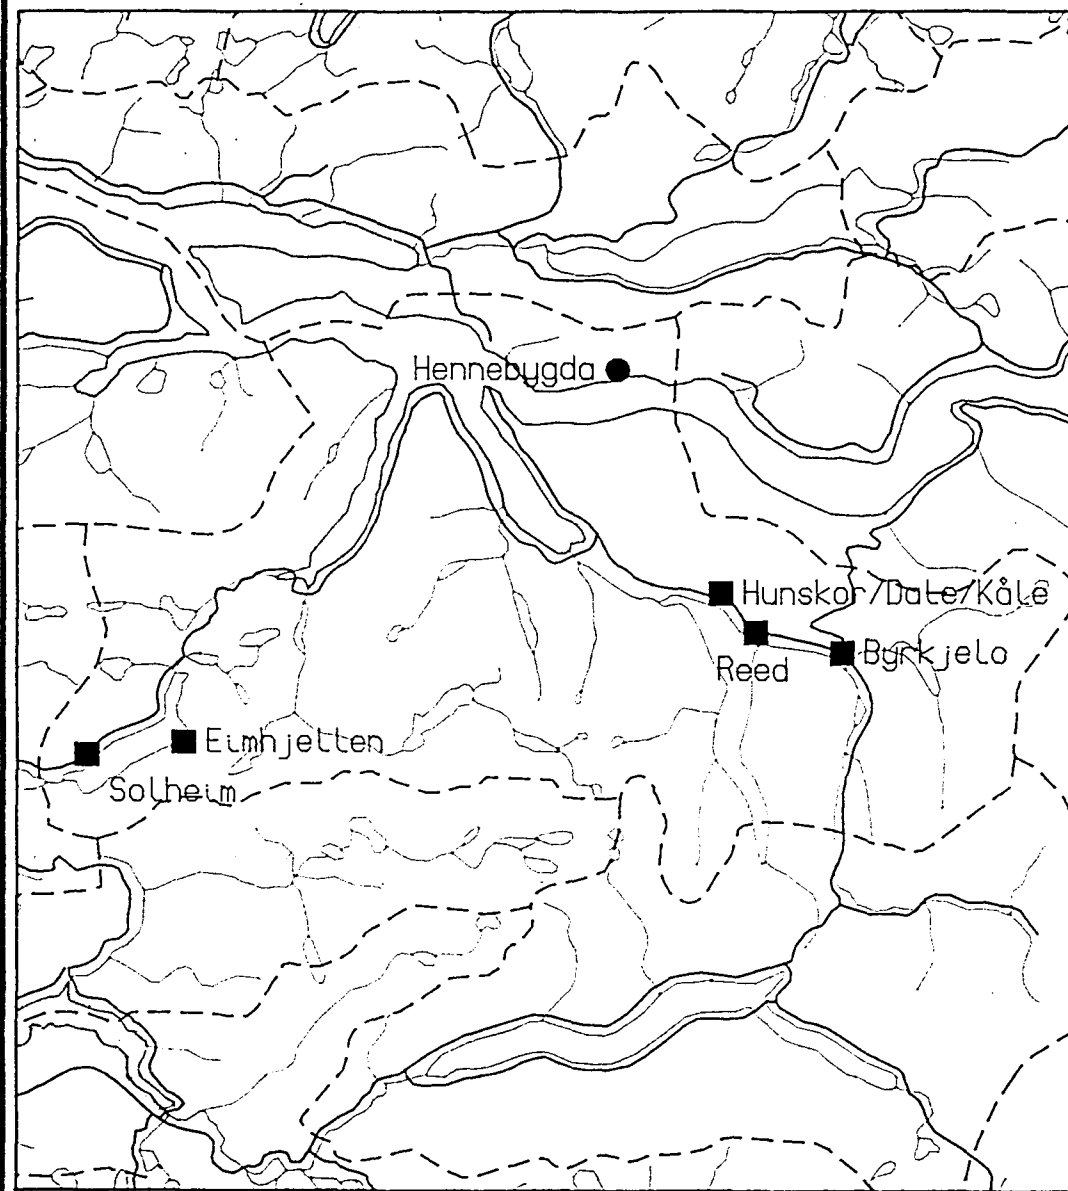 Hennebygda
Hunskor/Dale/Kåle
Reed
Byrkjelo
Eimhjellen
Solheim